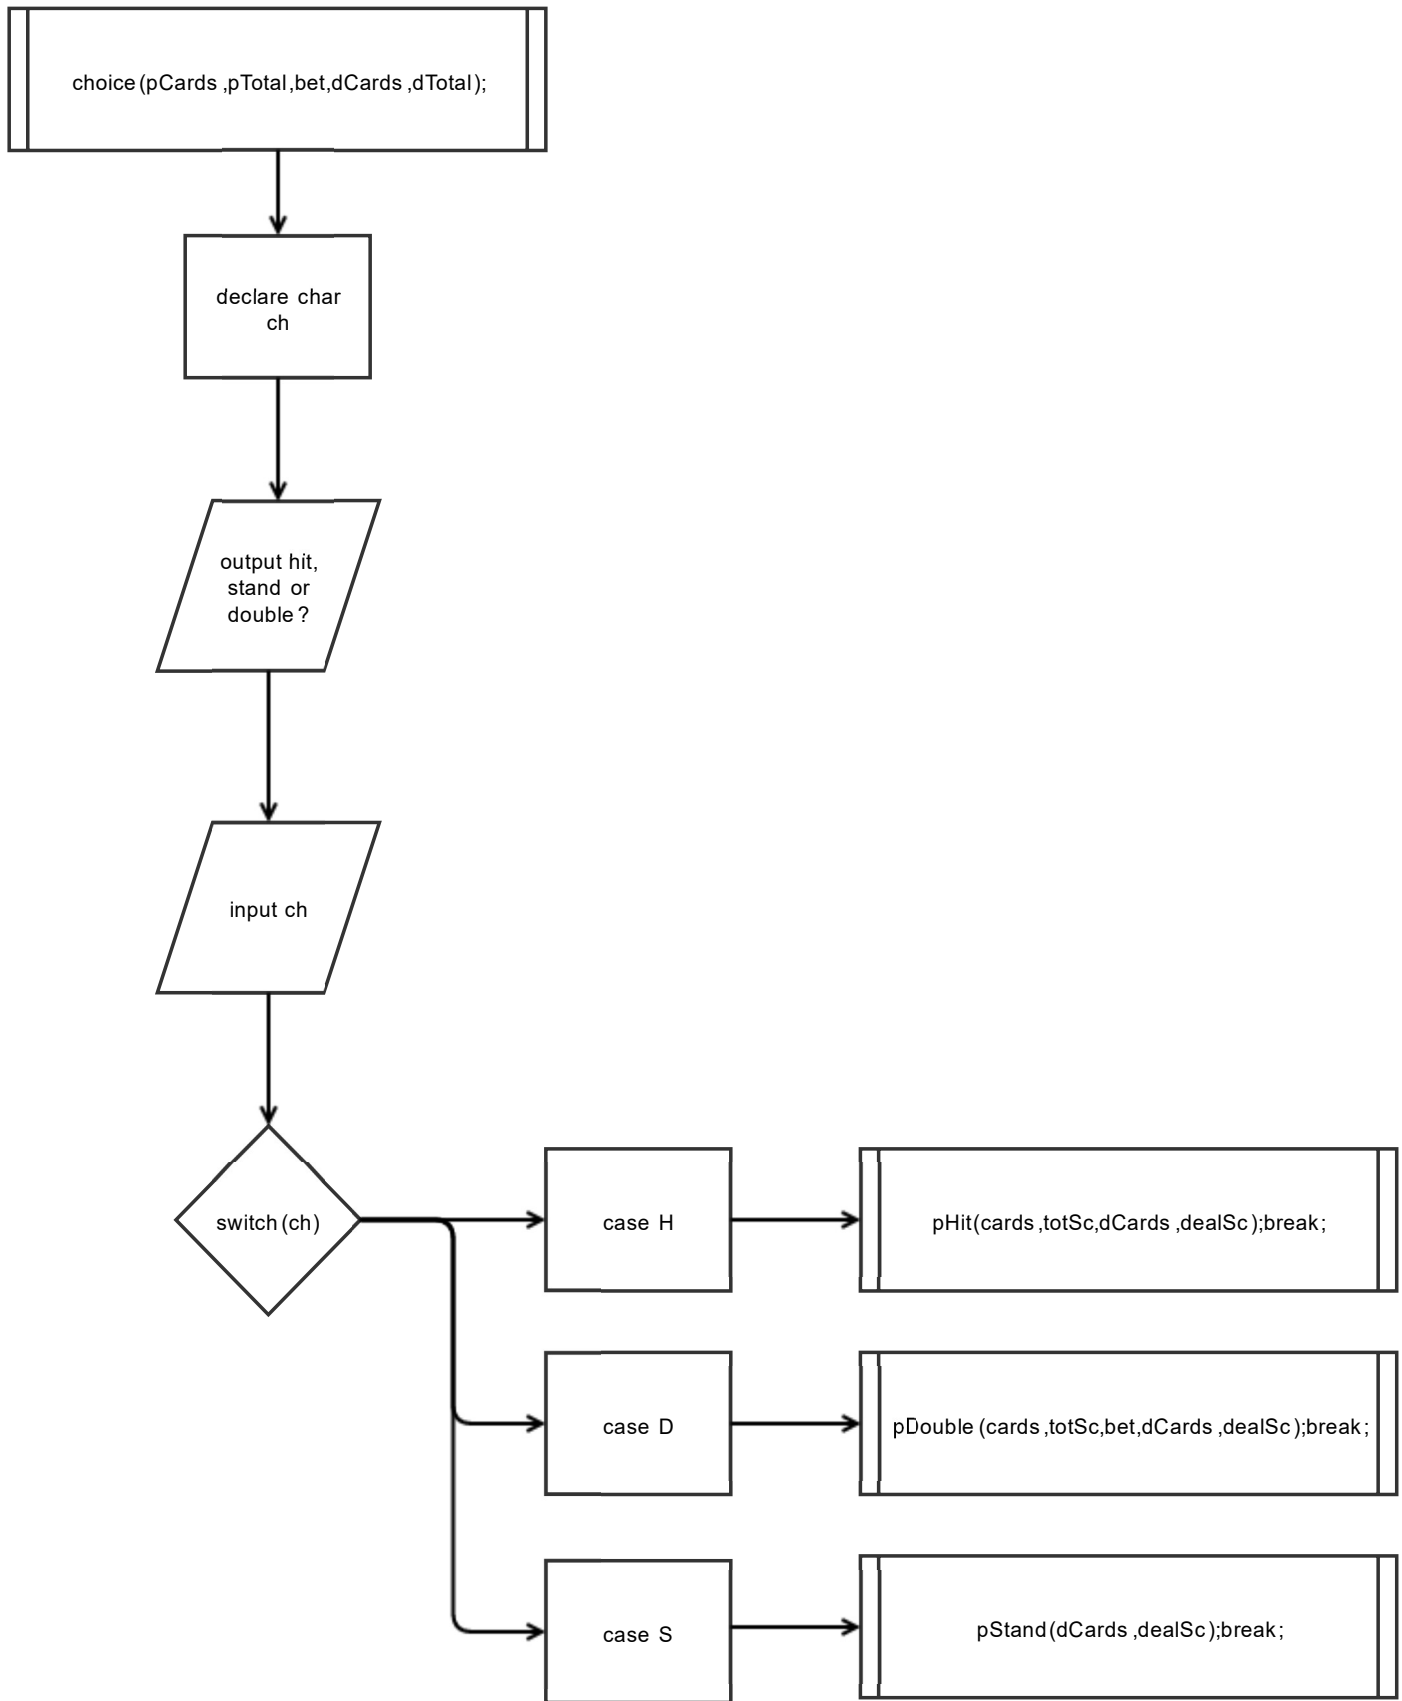 choice(pCards,pTotal,bet,dCards,dTotal);
declare char
ch
output hit,
stand or
double?
input ch
switch(ch)
case H
pHit(cards,totSc,dCards,dealSc);break;
case D
pDouble(cards,totSc,bet,dCards,dealSc);break;
case S
pStand(dCards,dealSc);break;